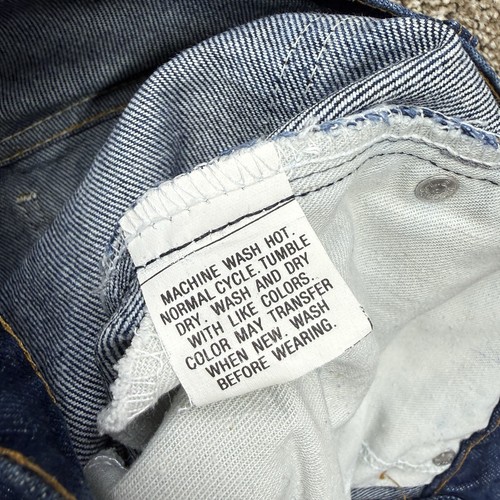 MACHINE WASH HOT.
NORMAL CYCLE. TUMBLE
DRY. WASH AND DRY
WITH LIKE COLORS.
COLOR MAY TRANSFER
WHEN NEW. WASH
BEFORE WEARING.